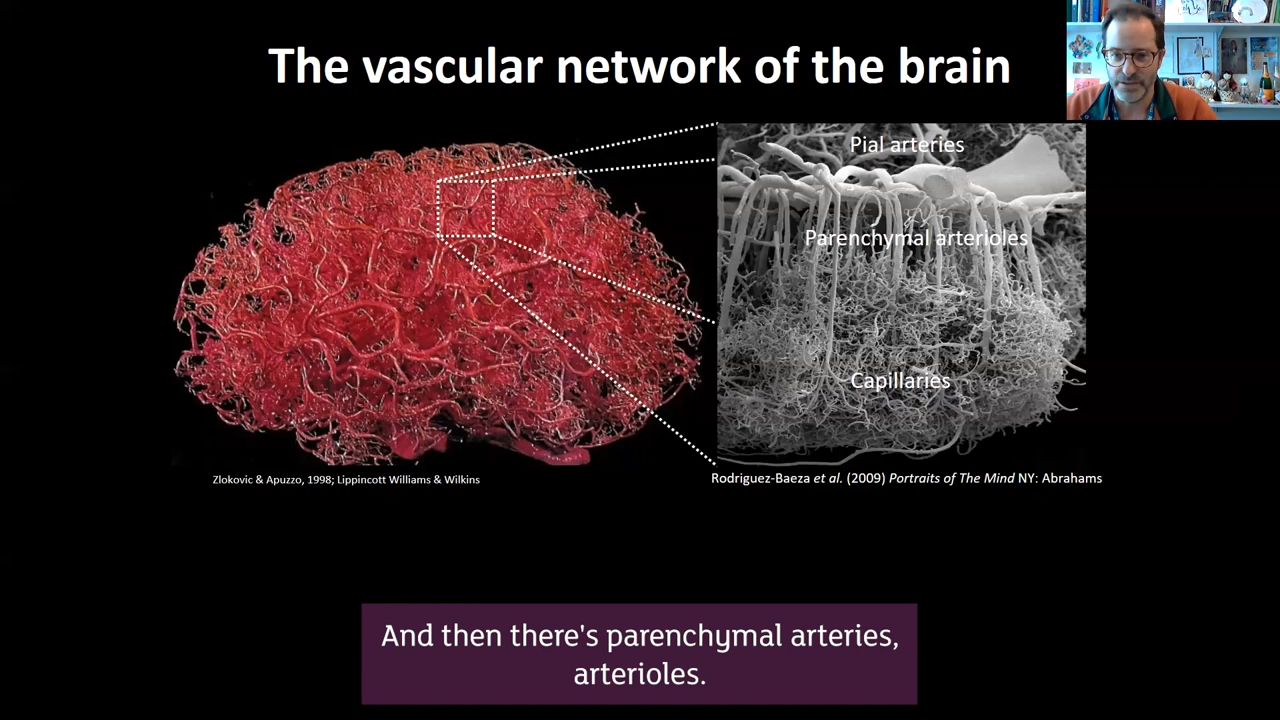 The vascular network of the brain
Pial arteries
Parenchymal arterioles
Capillaries
Zlokovic & Apuzzo, 1998; Lippincott Williams & Wilkins
Rodriguez-Baeza et al. (2009) Portraits of The Mind NY: Abrahams
And then there's parenchymal arteries,
arterioles.